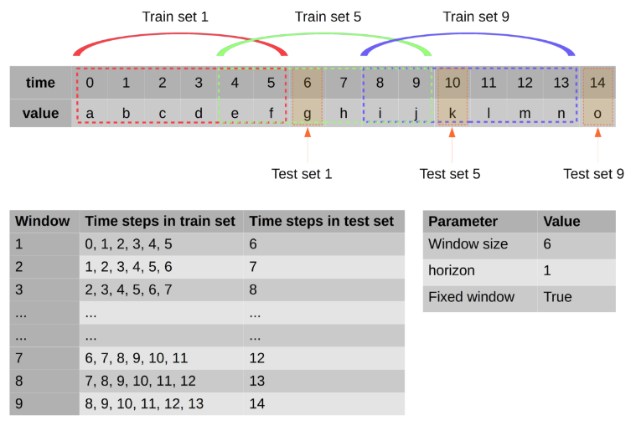 Train set 1 Train set 5 Train set 9
time 0 1 2 3 4 5 6 7 8 9 10 11 12 13 14
value a b c d e f g h i j k l m n o
Test set 1 Test set 5 Test set 9
Window Time steps in train set Time steps in test set
1 0, 1, 2, 3, 4, 5 6
2 1, 2, 3, 4, 5, 6 7
3 2, 3, 4, 5, 6, 7 8
... ... ...
... ... ...
7 6, 7, 8, 9, 10, 11 12
8 7, 8, 9, 10, 11, 12 13
9 8, 9, 10, 11, 12, 13 14
Parameter Value
Window size 6
horizon 1
Fixed window True